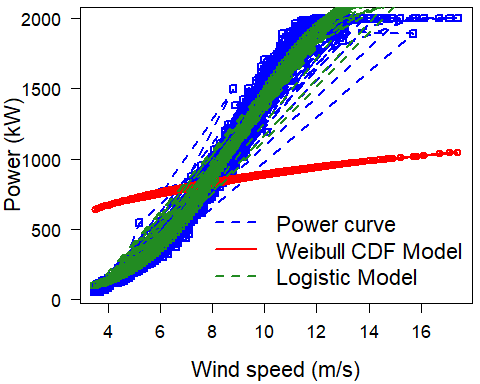 2000
1500
1000
500
0
Power (kW)
Power curve
Weibull CDF Model
Logistic Model
4 6 8 10 12 14 16
Wind speed (m/s)